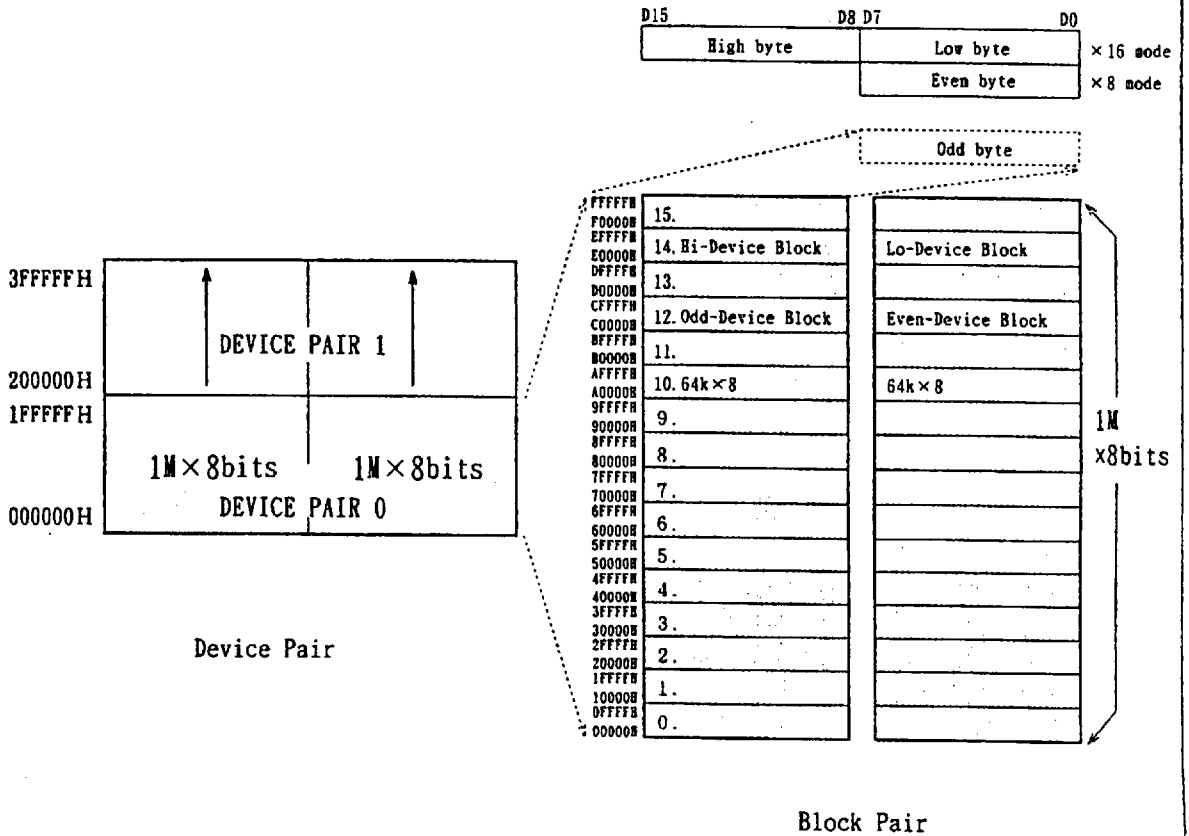 D15 D8 D7 D0
High byte Low byte ×16 mode
Even byte ×8 mode
Odd byte
3FFFFFH
200000H
1FFFFFH
000000H
DEVICE PAIR 1
1M×8bits 1M×8bits
DEVICE PAIR 0
Device Pair
FFFFFH
F0000H
15.
EFFFFH
E0000H
14. Hi-Device Block Lo-Device Block
DFFFFH
D0000H
13.
CFFFFH
C0000H
12. Odd-Device Block Even-Device Block
BFFFFH
B0000H
11.
AFFFFH
A0000H
10. 64k×8 64k×8
9FFFFH
90000H
9.
8FFFFH
80000H
8.
7FFFFH
70000H
7.
6FFFFH
60000H
6.
5FFFFH
50000H
5.
4FFFFH
40000H
4.
3FFFFH
30000H
3.
2FFFFH
20000H
2.
1FFFFH
10000H
1.
0FFFFH
00000H
0.
1M
×8bits
Block Pair